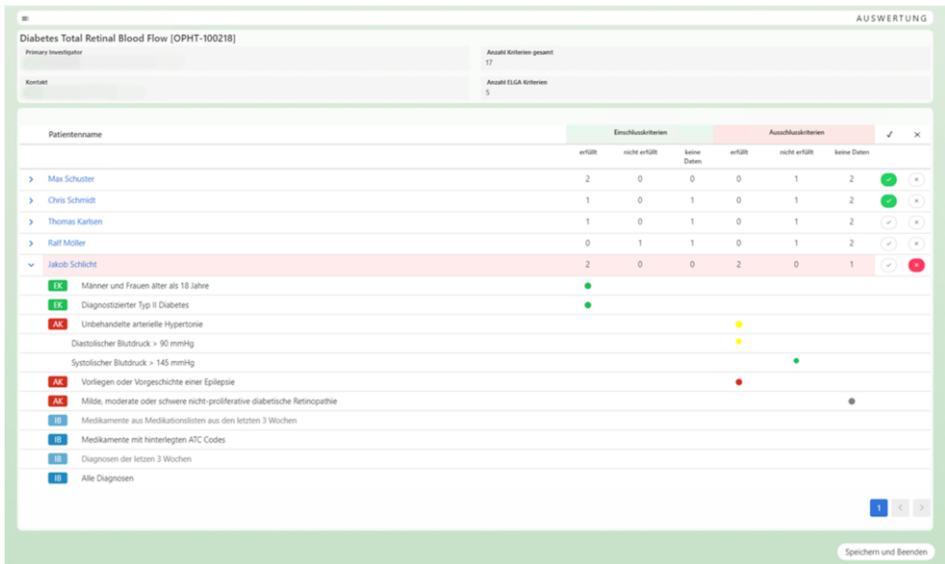 AUSWERTUNG
Diabetes Total Retinal Blood Flow [OPHT-100218]
Primary Investigator
Anzahl Kriterien gesamt
17
Kontakt
Anzahl ELGA Kriterien
5
Patientenname Einschlusskriterien Ausschlusskriterien ✓ ×
erfüllt nicht erfüllt keine Daten erfüllt nicht erfüllt keine Daten
Max Schuster 2 0 0 0 1 2
Chris Schmidt 1 0 1 0 1 2
Thomas Karlsen 1 0 1 0 1 2
Ralf Möller 0 1 1 0 1 2
Jakob Schlicht 2 0 0 2 0 1
EK Männer und Frauen älter als 18 Jahre
EK Diagnostizierter Typ II Diabetes
AK Unbehandelte arterielle Hypertonie
Diastolischer Blutdruck > 90 mmHg
Systolischer Blutdruck > 145 mmHg
AK Vorliegen oder Vorgeschichte einer Epilepsie
AK Milde, moderate oder schwere nicht-proliferative diabetische Retinopathie
IB Medikamente aus Medikationslisten aus den letzten 3 Wochen
IB Medikamente mit hinterlegten ATC Codes
IB Diagnosen der letzen 3 Wochen
IB Alle Diagnosen
1 < >
Speichern und Beenden